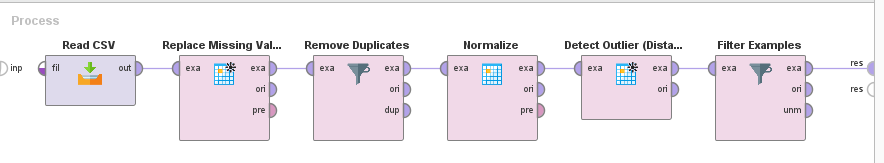 Process
Read CSV
Replace Missing Val...
Remove Duplicates
Normalize
Detect Outlier (Dista...
Filter Examples
inp
fil
out
exa
exa
ori
pre
exa
exa
ori
dup
exa
exa
ori
pre
exa
exa
ori
exa
exa
ori
unm
res
res